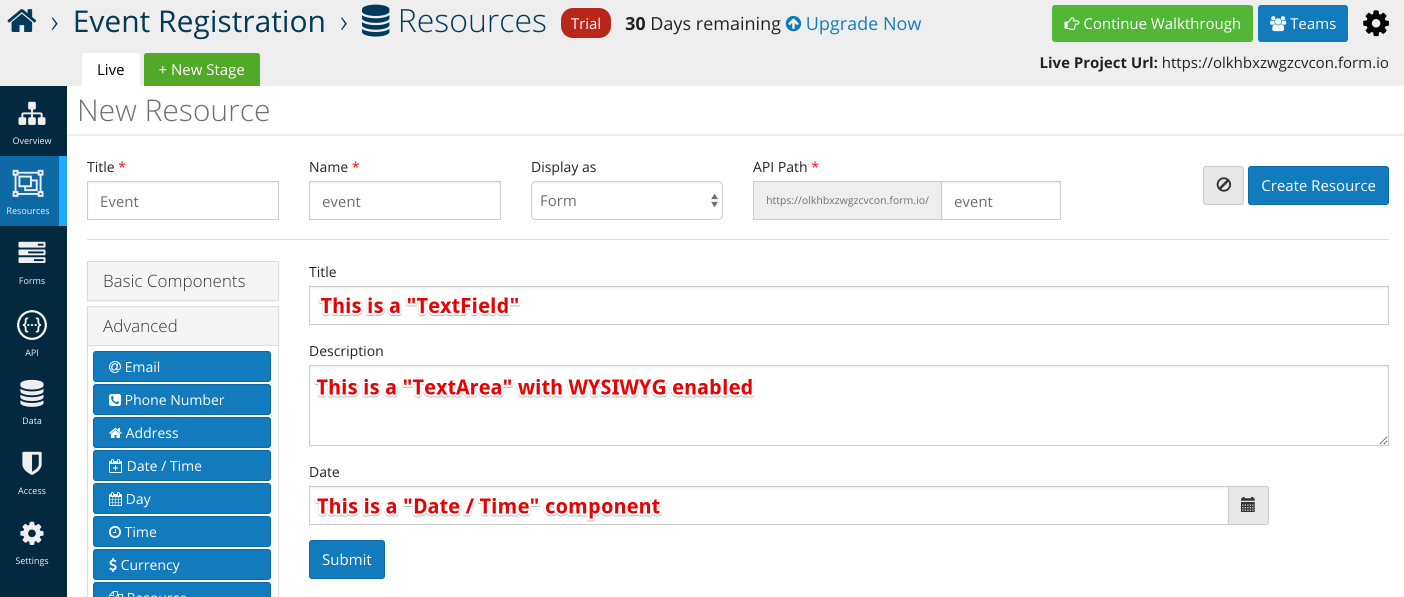 › Event Registration › Resources Trial 30 Days remaining Upgrade Now Continue Walkthrough Teams
Live + New Stage Live Project Url: https://olkhbxzwgzcvcon.form.io
New Resource
Overview
Resources
Forms
API
Data
Access
Settings
Title * Name * Display as API Path *
Event event Form https://olkhbxzwgzcvcon.form.io/ event Create Resource
Basic Components
Advanced
@ Email
Phone Number
Address
Date / Time
Day
Time
$ Currency
Resource
Title
This is a "TextField"
Description
This is a "TextArea" with WYSIWYG enabled
Date
This is a "Date / Time" component
Submit